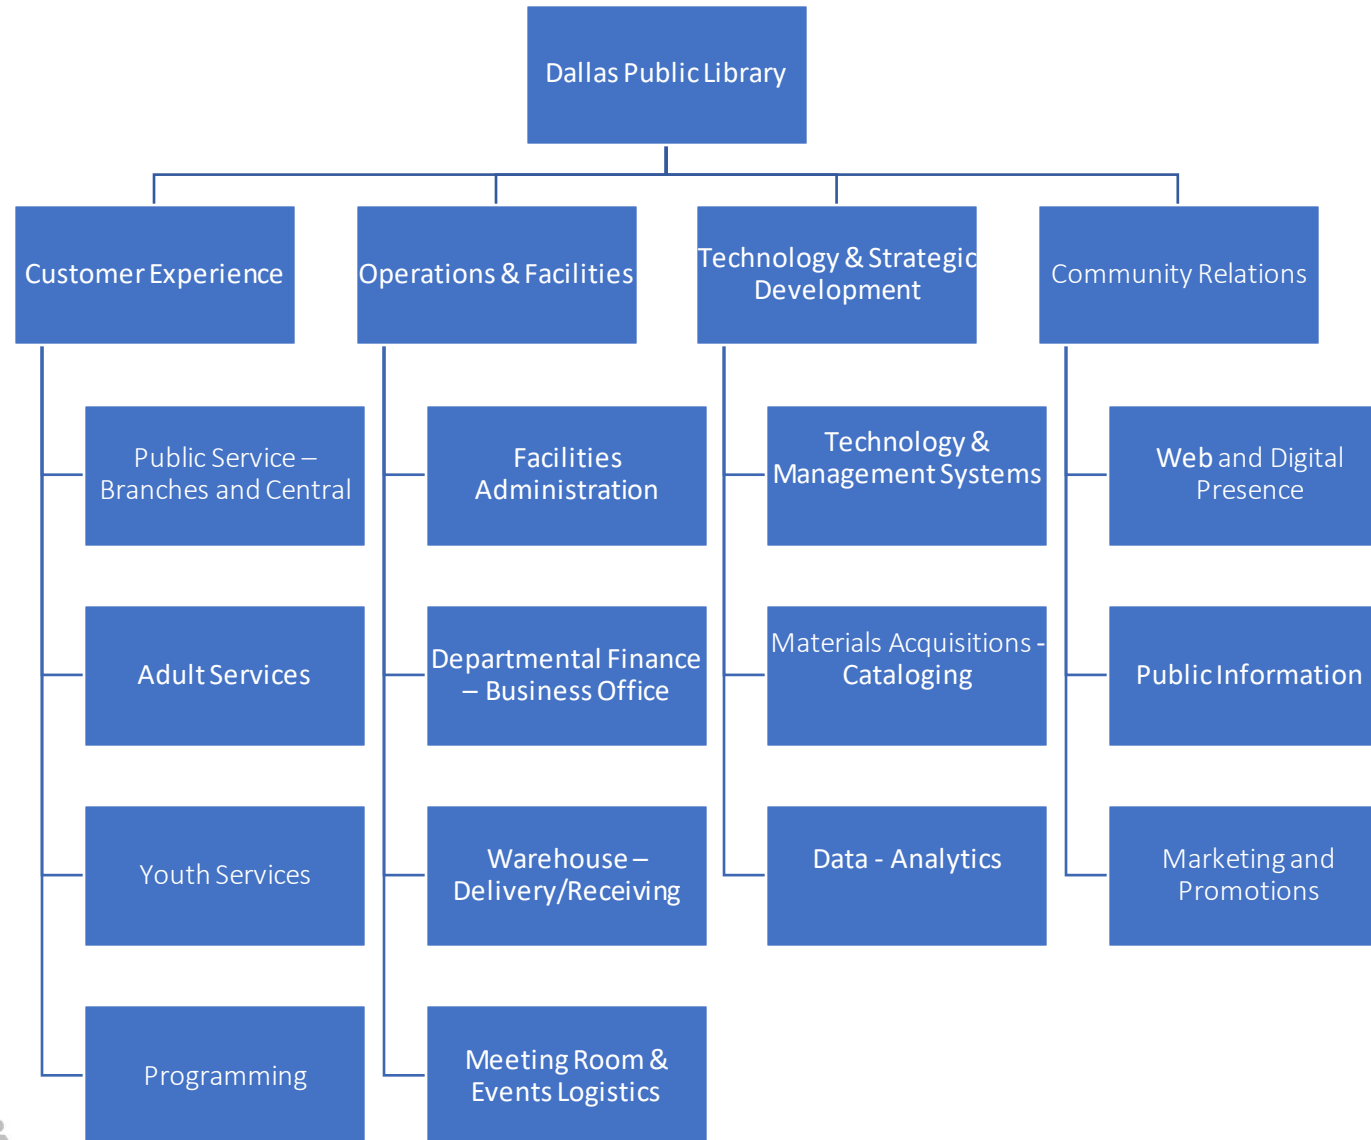 Dallas Public Library
Customer Experience
Operations & Facilities
Technology & Strategic
Development
Community Relations
Public Service –
Branches and Central
Facilities
Administration
Technology &
Management Systems
Web and Digital
Presence
Adult Services
Departmental Finance
– Business Office
Materials Acquisitions -
Cataloging
Public Information
Youth Services
Warehouse –
Delivery/Receiving
Data - Analytics
Marketing and
Promotions
Programming
Meeting Room &
Events Logistics